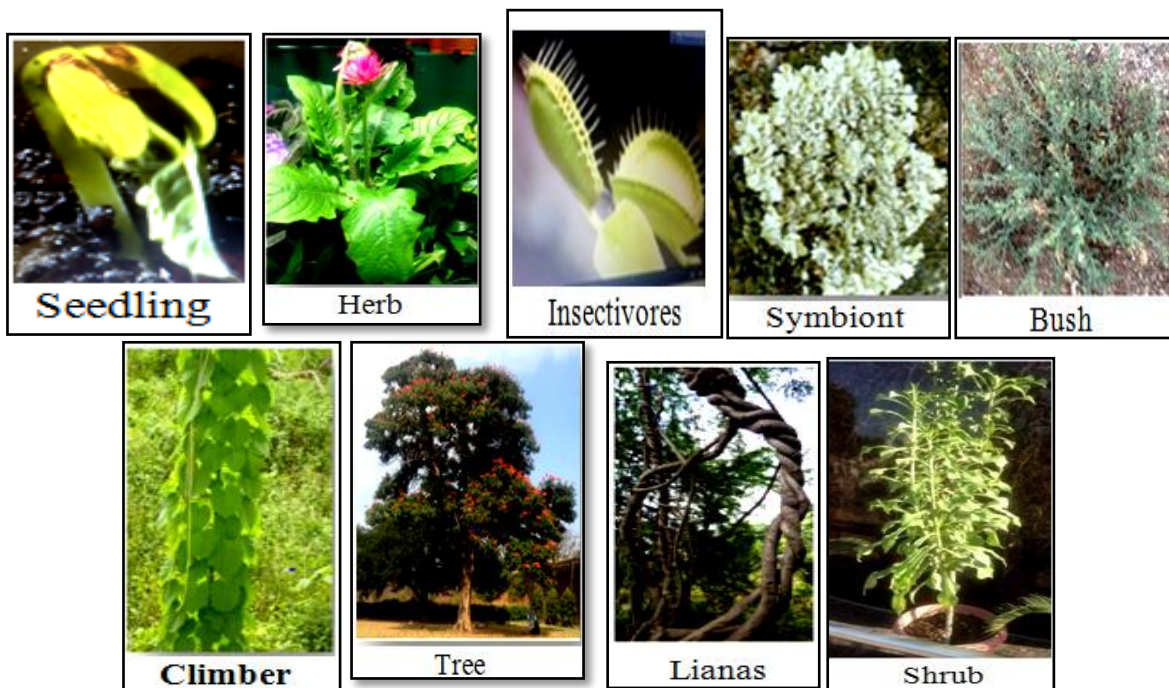 Seedling
Herb
Insectivores
Symbiont
Bush
Climber
Tree
Lianas
Shrub